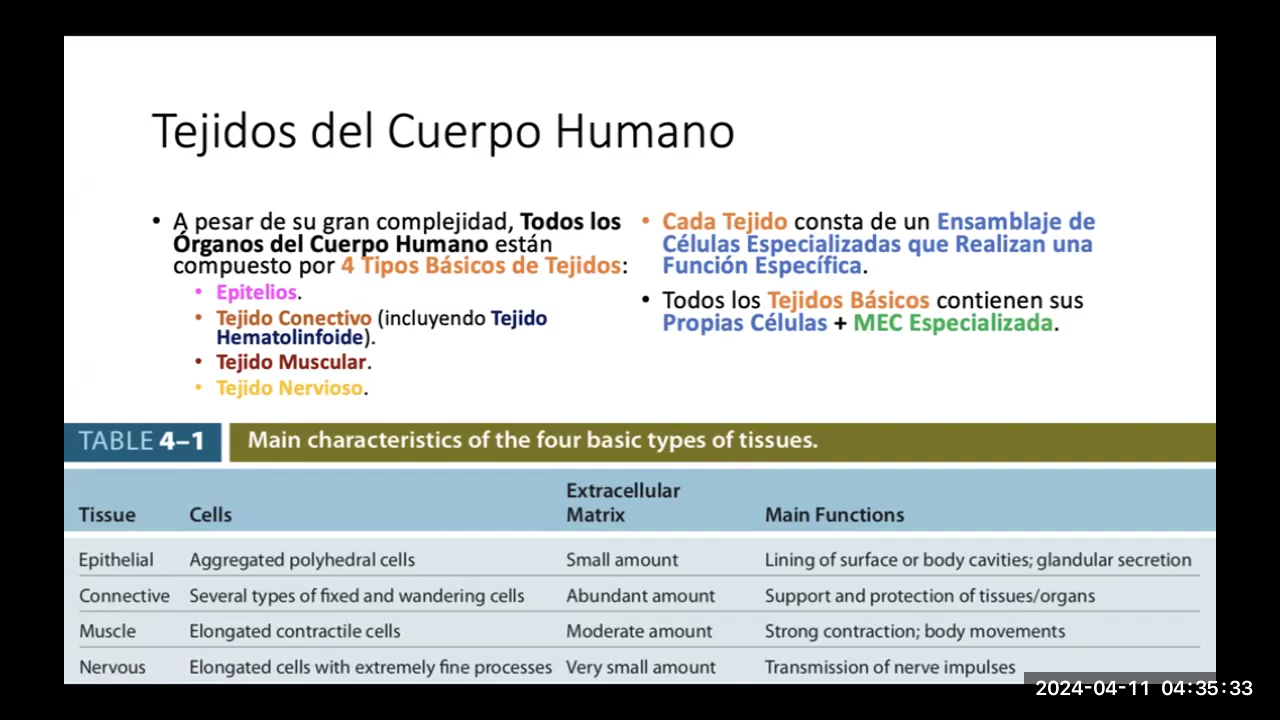 Tejidos del Cuerpo Humano
• A pesar de su gran complejidad, Todos los
Órganos del Cuerpo Humano están
compuesto por 4 Tipos Básicos de Tejidos:
• Epitelios.
• Tejido Conectivo (incluyendo Tejido
Hematolinfoide).
• Tejido Muscular.
• Tejido Nervioso.
• Cada Tejido consta de un Ensamblaje de
Células Especializadas que Realizan una
Función Específica.
• Todos los Tejidos Básicos contienen sus
Propias Células + MEC Especializada.
TABLE 4–1 Main characteristics of the four basic types of tissues.
Tissue Cells Extracellular Matrix Main Functions
Epithelial Aggregated polyhedral cells Small amount Lining of surface or body cavities; glandular secretion
Connective Several types of fixed and wandering cells Abundant amount Support and protection of tissues/organs
Muscle Elongated contractile cells Moderate amount Strong contraction; body movements
Nervous Elongated cells with extremely fine processes Very small amount Transmission of nerve impulses
2024-04-11 04:35:33